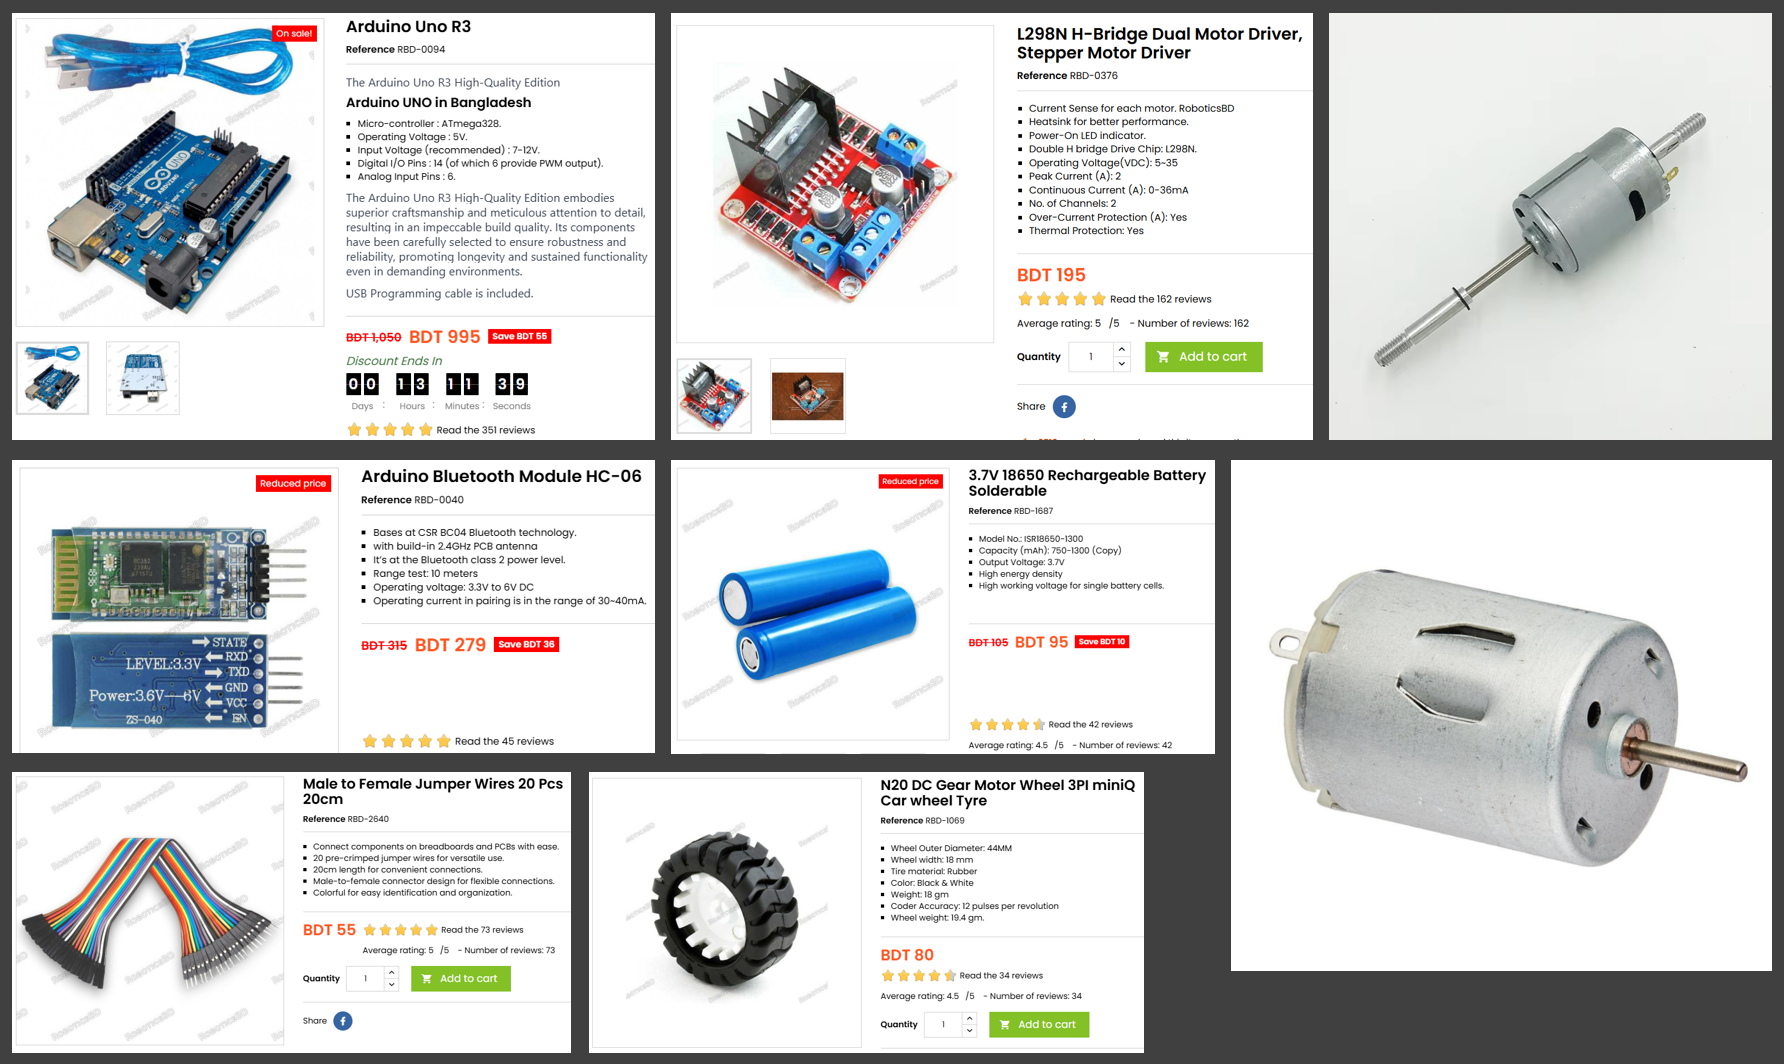 On sale!
Arduino Uno R3
Reference RBD-0094
The Arduino Uno R3 High-Quality Edition
Arduino UNO in Bangladesh
Micro-controller : ATmega328.
Operating Voltage : 5V.
Input Voltage (recommended) : 7-12V.
Digital I/O Pins : 14 (of which 6 provide PWM output).
Analog Input Pins : 6.
The Arduino Uno R3 High-Quality Edition embodies
superior craftsmanship and meticulous attention to detail,
resulting in an impeccable build quality. Its components
have been carefully selected to ensure robustness and
reliability, promoting longevity and sustained functionality
even in demanding environments.
USB Programming cable is included.
BDT 1,050 BDT 995 Save BDT 55
Discount Ends In
00 13 11 39
Days : Hours : Minutes : Seconds
Read the 351 reviews
L298N H-Bridge Dual Motor Driver,
Stepper Motor Driver
Reference RBD-0376
Current Sense for each motor. RoboticsBD
Heatsink for better performance.
Power-On LED indicator.
Double H bridge Drive Chip: L298N.
Operating Voltage(VDC): 5~35
Peak Current (A): 2
Continuous Current (A): 0-36mA
No. of Channels: 2
Over-Current Protection (A): Yes
Thermal Protection: Yes
BDT 195
Read the 162 reviews
Average rating: 5 /5 - Number of reviews: 162
Quantity 1 Add to cart
Share
Reduced price
STATE
RXD
LEVEL:3.3V
TXD
GND
Power:3.6V—6V
VCC
ZS-040
EN
Arduino Bluetooth Module HC-06
Reference RBD-0040
Bases at CSR BC04 Bluetooth technology.
with build-in 2.4GHz PCB antenna
It's at the Bluetooth class 2 power level.
Range test: 10 meters
Operating voltage: 3.3V to 6V DC
Operating current in pairing is in the range of 30~40mA.
BDT 315 BDT 279 Save BDT 36
Read the 45 reviews
Reduced price
3.7V 18650 Rechargeable Battery
Solderable
Reference RBD-1687
Model No.: ISR18650-1300
Capacity (mAh): 750-1300 (Copy)
Output Voltage: 3.7V
High energy density
High working voltage for single battery cells.
BDT 105 BDT 95 Save BDT 10
Read the 42 reviews
Average rating: 4.5 /5 - Number of reviews: 42
Male to Female Jumper Wires 20 Pcs
20cm
Reference RBD-2640
Connect components on breadboards and PCBs with ease.
20 pre-crimped jumper wires for versatile use.
20cm length for convenient connections.
Male-to-female connector design for flexible connections.
Colorful for easy identification and organization.
BDT 55 Read the 73 reviews
Average rating: 5 /5 - Number of reviews: 73
Quantity 1 Add to cart
Share
N20 DC Gear Motor Wheel 3PI miniQ
Car wheel Tyre
Reference RBD-1069
Wheel Outer Diameter: 44MM
Wheel width: 18 mm
Tire material: Rubber
Color: Black & White
Weight: 18 gm
Coder Accuracy: 12 pulses per revolution
Wheel weight: 19.4 gm.
BDT 80
Read the 34 reviews
Average rating: 4.5 /5 - Number of reviews: 34
Quantity 1 Add to cart